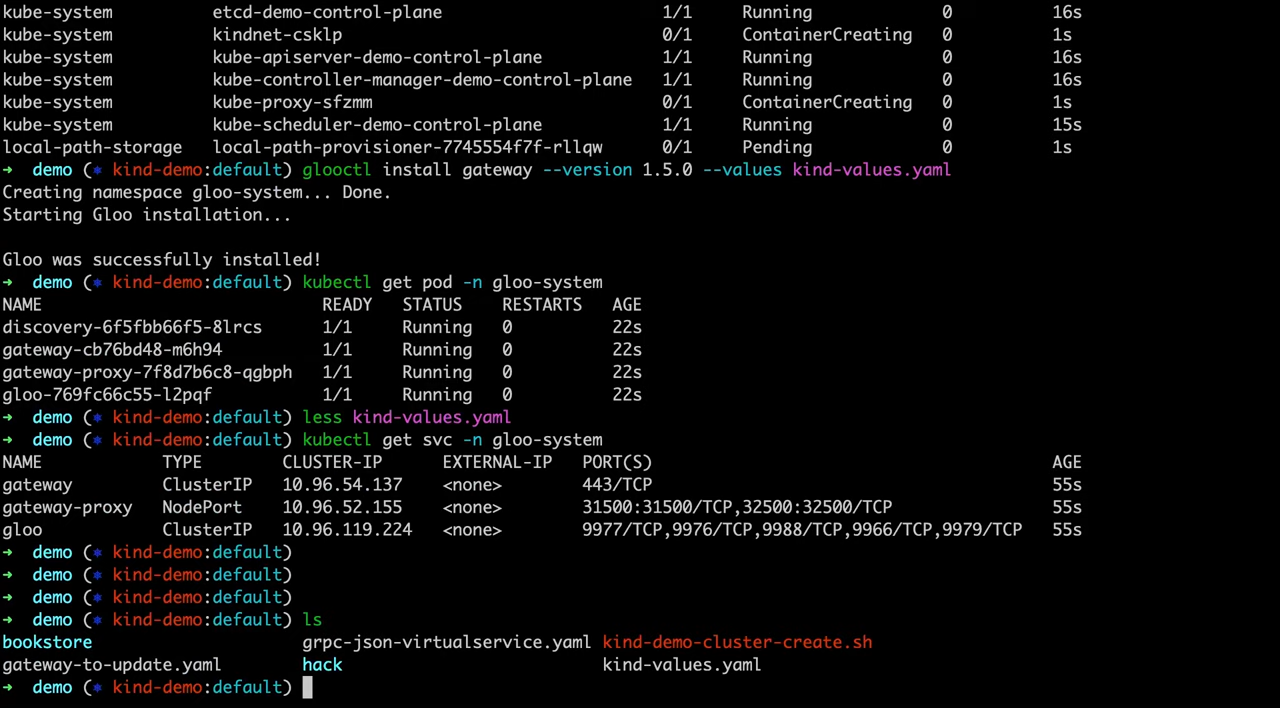 kube-system          etcd-demo-control-plane                      1/1     Running             0          16s
kube-system          kindnet-csklp                                0/1     ContainerCreating   0          1s
kube-system          kube-apiserver-demo-control-plane            1/1     Running             0          16s
kube-system          kube-controller-manager-demo-control-plane   1/1     Running             0          16s
kube-system          kube-proxy-sfzmm                             0/1     ContainerCreating   0          1s
kube-system          kube-scheduler-demo-control-plane            1/1     Running             0          15s
local-path-storage   local-path-provisioner-7745554f7f-rllqw      0/1     Pending             0          1s
➜  demo (⎈ kind-demo:default) glooctl install gateway --version 1.5.0 --values kind-values.yaml
Creating namespace gloo-system... Done.
Starting Gloo installation...
Gloo was successfully installed!
➜  demo (⎈ kind-demo:default) kubectl get pod -n gloo-system
NAME                            READY   STATUS    RESTARTS   AGE
discovery-6f5fbb66f5-8lrcs      1/1     Running   0          22s
gateway-cb76bd48-m6h94          1/1     Running   0          22s
gateway-proxy-7f8d7b6c8-qgbph   1/1     Running   0          22s
gloo-769fc66c55-l2pqf           1/1     Running   0          22s
➜  demo (⎈ kind-demo:default) less kind-values.yaml
➜  demo (⎈ kind-demo:default) kubectl get svc -n gloo-system
NAME            TYPE        CLUSTER-IP      EXTERNAL-IP   PORT(S)                                        AGE
gateway         ClusterIP   10.96.54.137    <none>        443/TCP                                        55s
gateway-proxy   NodePort    10.96.52.155    <none>        31500:31500/TCP,32500:32500/TCP                55s
gloo            ClusterIP   10.96.119.224   <none>        9977/TCP,9976/TCP,9988/TCP,9966/TCP,9979/TCP   55s
➜  demo (⎈ kind-demo:default)
➜  demo (⎈ kind-demo:default)
➜  demo (⎈ kind-demo:default)
➜  demo (⎈ kind-demo:default) ls
bookstore                     grpc-json-virtualservice.yaml kind-demo-cluster-create.sh
gateway-to-update.yaml        hack                          kind-values.yaml
➜  demo (⎈ kind-demo:default)